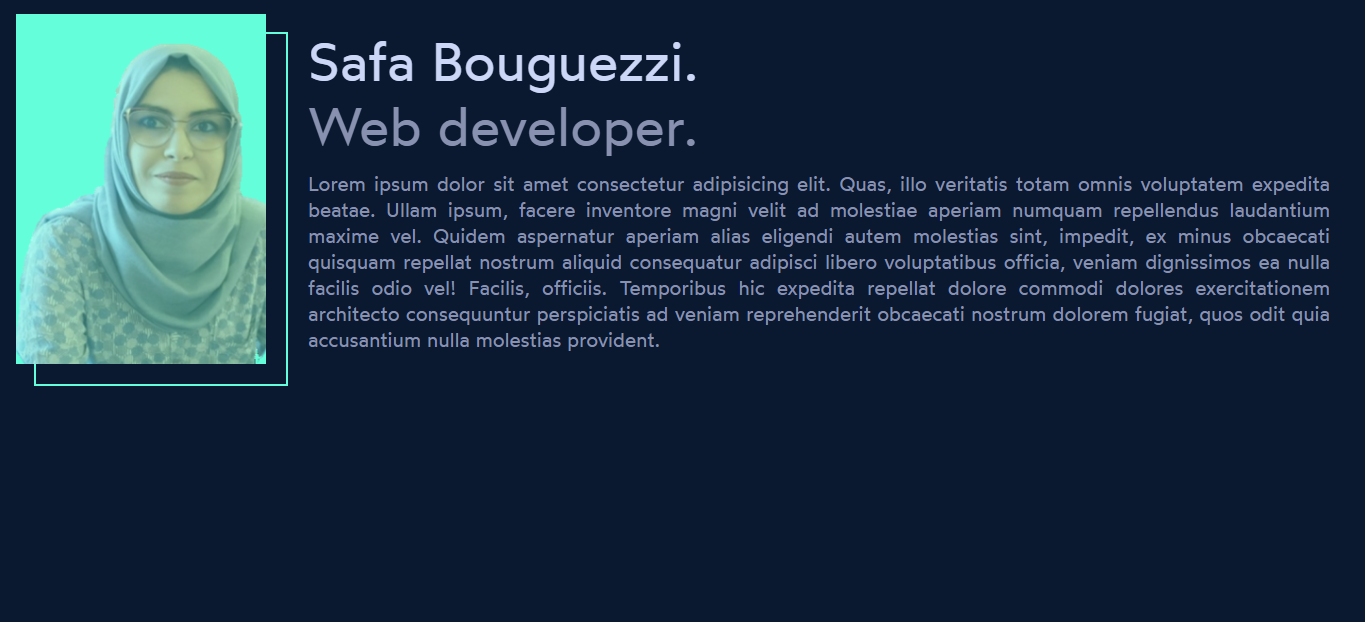 Safa Bouguezzi.
Web developer.
Lorem ipsum dolor sit amet consectetur adipisicing elit. Quas, illo veritatis totam omnis voluptatem expedita
beatae. Ullam ipsum, facere inventore magni velit ad molestiae aperiam numquam repellendus laudantium
maxime vel. Quidem aspernatur aperiam alias eligendi autem molestias sint, impedit, ex minus obcaecati
quisquam repellat nostrum aliquid consequatur adipisci libero voluptatibus officia, veniam dignissimos ea nulla
facilis odio vel! Facilis, officiis. Temporibus hic expedita repellat dolore commodi dolores exercitationem
architecto consequuntur perspiciatis ad veniam reprehenderit obcaecati nostrum dolorem fugiat, quos odit quia
accusantium nulla molestias provident.